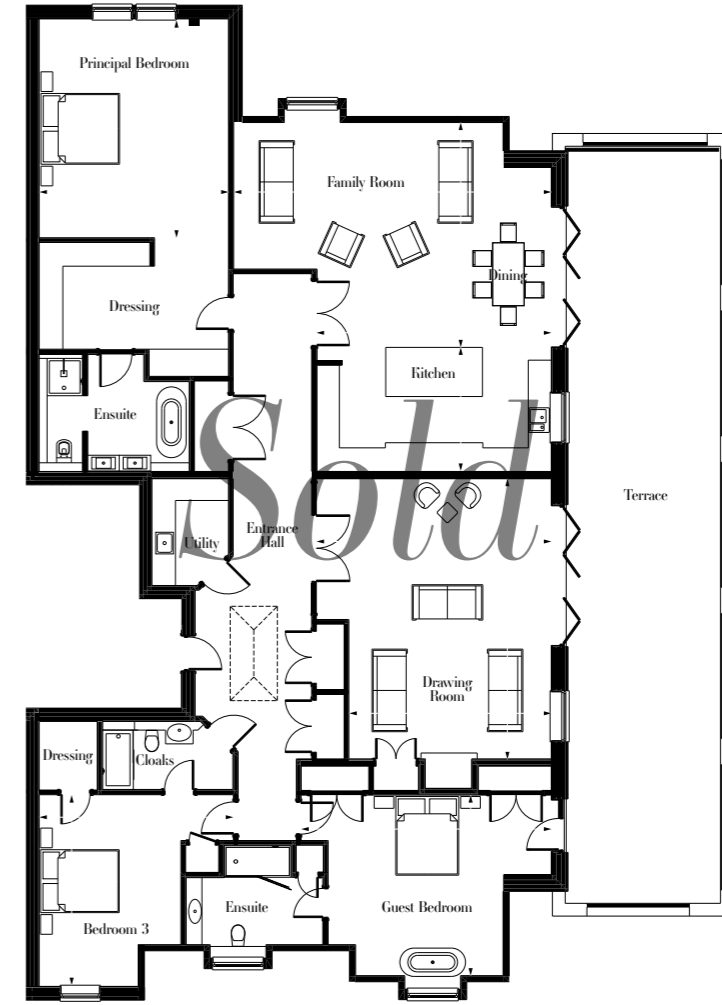 Principal Bedroom
Family Room
Dining
Dressing
Kitchen
Ensuite
Sold
Terrace
Entrance
Hall
Utility
Drawing
Room
Dressing
Cloaks
Ensuite
Guest Bedroom
Bedroom 3